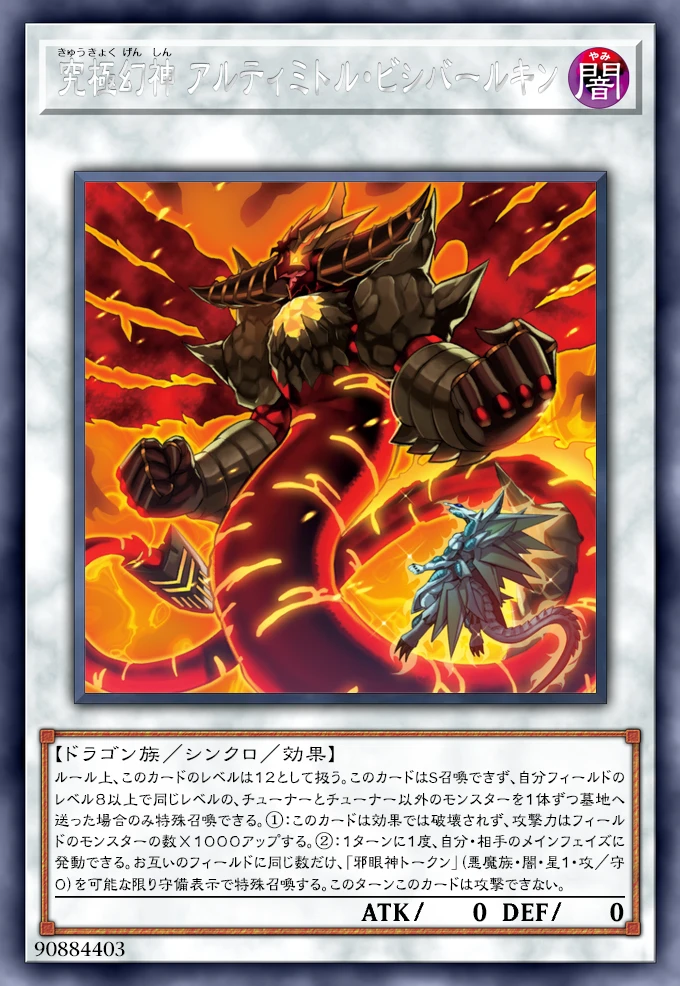 きゅうきょくげんしん
究極幻神 アルティミトル・ビシバールキン
やみ
闇
【ドラゴン族／シンクロ／効果】
ルール上、このカードのレベルは１２として扱う。このカードはS召喚できず、自分フィールドの
レベル８以上で同じレベルの、チューナーとチューナー以外のモンスターを１体ずつ墓地へ
送った場合のみ特殊召喚できる。①：このカードは効果では破壊されず、攻撃力はフィール
ドのモンスターの数×１０００アップする。②：１ターンに１度、自分・相手のメインフェイズに
発動できる。お互いのフィールドに同じ数だけ、「邪眼神トークン」（悪魔族・闇・星１・攻／守
０）を可能な限り守備表示で特殊召喚する。このターンこのカードは攻撃できない。
ATK/ 0 DEF/ 0
90884403